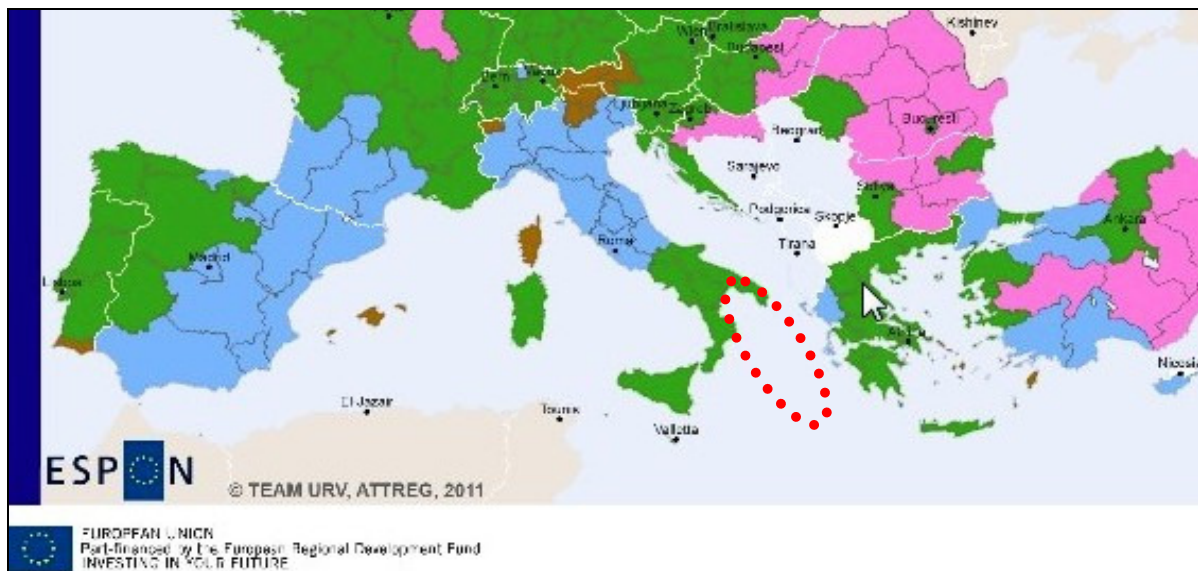 Kishinev
Wien
Bratislava
Budapest
Bern
Vaduz
Ljubljana
Zagreb
Bucuresti
Beograd
Sarajevo
Sofiya
Podgorica
Skopje
Ankara
Roma
Tirana
Madrid
Lisboa
Nicosia
El-Jazair
Tounis
Valletta
ESPON
© TEAM URV, ATTREG, 2011
EUROPEAN UNION
Part-financed by the European Regional Development Fund
INVESTING IN YOUR FUTURE